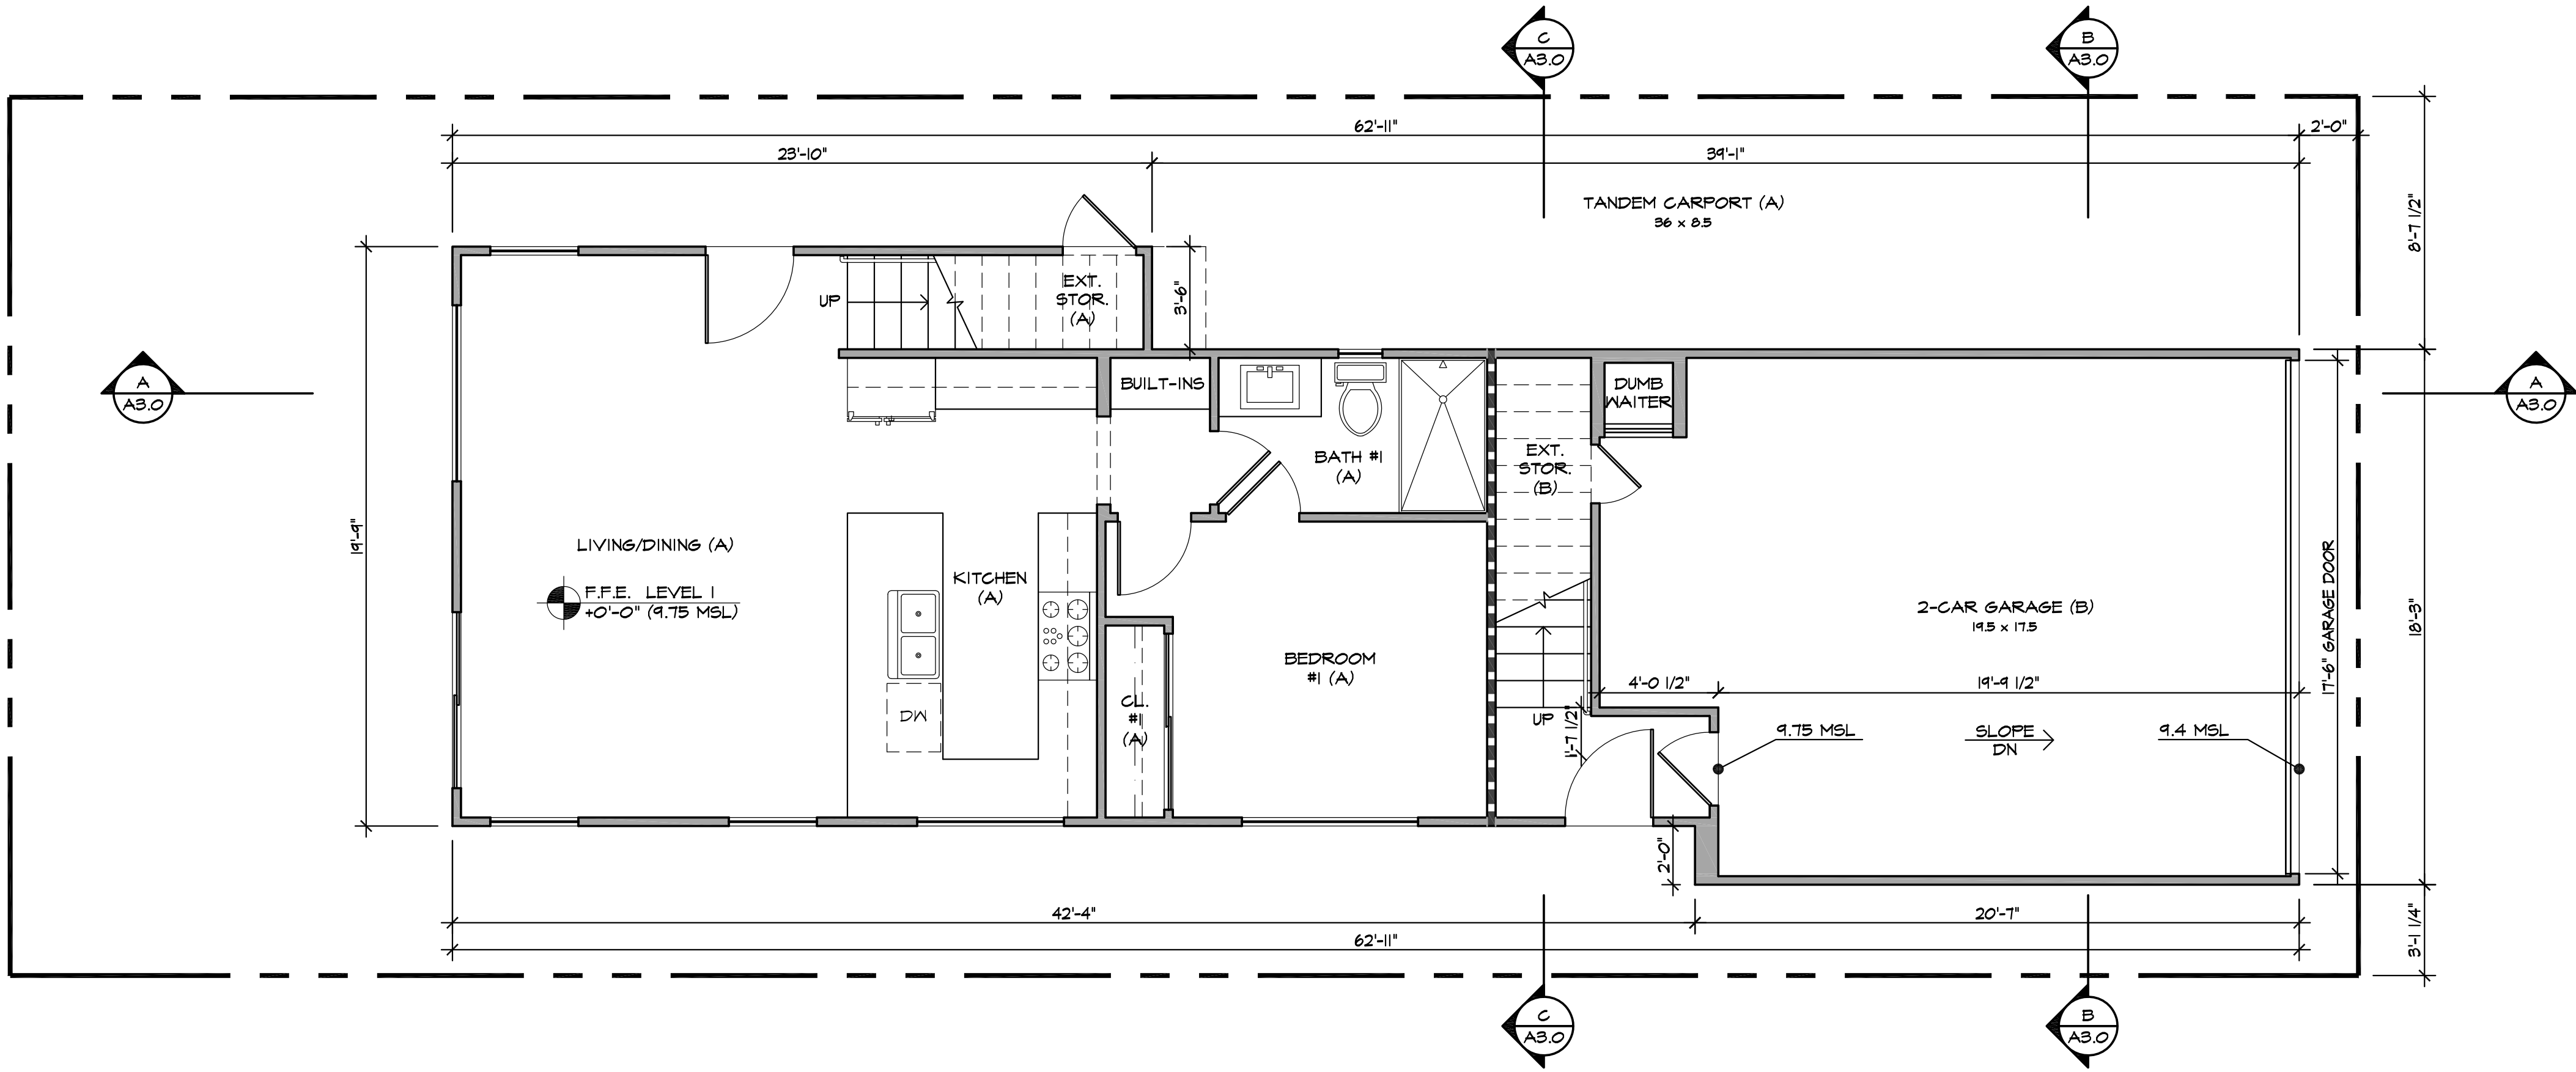 C
A3.0
B
A3.0
62'-11"
2'-0"
23'-10"
39'-1"
TANDEM CARPORT (A)
36 x 8.5
8'-7 1/2"
UP
EXT.
STOR.
(A)
3'-6"
A
A3.0
BUILT-INS
DUMB
WAITER
A
A3.0
BATH #1
(A)
EXT.
STOR.
(B)
19'-9"
LIVING/DINING (A)
F.F.E. LEVEL 1
+0'-0" (9.75 MSL)
KITCHEN
(A)
2-CAR GARAGE (B)
19.5 x 17.5
17'-6" GARAGE DOOR
18'-3"
BEDROOM
#1 (A)
CL.
#1
(A)
DW
4'-0 1/2"
19'-9 1/2"
UP
1'-7 1/2"
9.75 MSL
SLOPE
DN
9.4 MSL
2'-0"
42'-4"
20'-7"
62'-11"
3'-1 1/4"
C
A3.0
B
A3.0